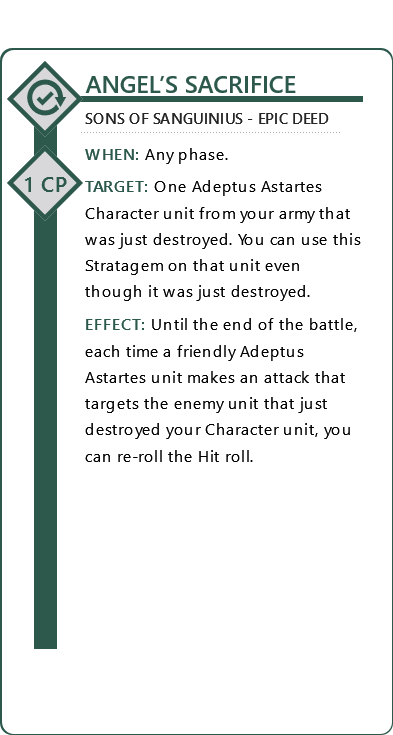 ANGEL'S SACRIFICE
SONS OF SANGUINIUS - EPIC DEED
1 CP
WHEN: Any phase.
TARGET: One Adeptus Astartes
Character unit from your army that
was just destroyed. You can use this
Stratagem on that unit even
though it was just destroyed.
EFFECT: Until the end of the battle,
each time a friendly Adeptus
Astartes unit makes an attack that
targets the enemy unit that just
destroyed your Character unit, you
can re-roll the Hit roll.